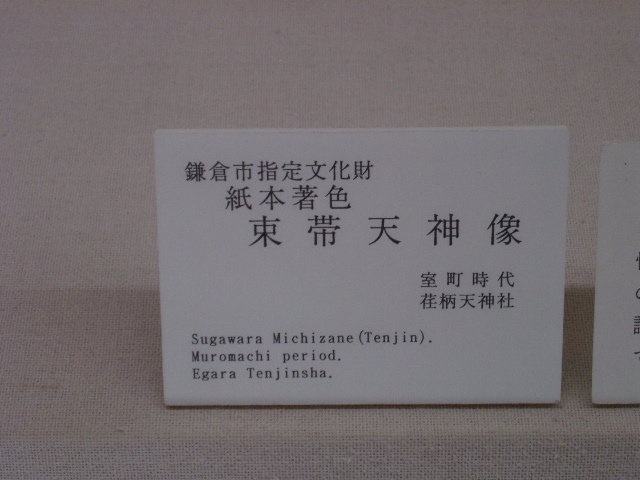 鎌倉市指定文化財
紙本著色
束帯天神像
室町時代
荏柄天神社
Sugawara Michizane(Tenjin).
Muromachi period.
Egara Tenjinsha.